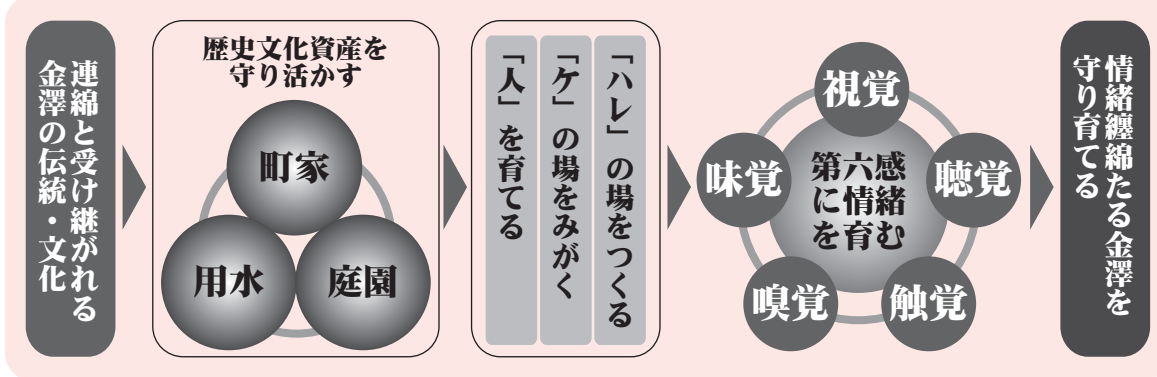 連綿と受け継がれる
金澤の伝統・文化
歴史文化資産を
守り活かす
町家
用水
庭園
「ハレ」の場をつくる
「ケ」の場をみがく
「人」を育てる
視覚
味覚
聴覚
第六感
に情緒
を育む
嗅覚
触覚
情緒纏綿たる金澤を
守り育てる